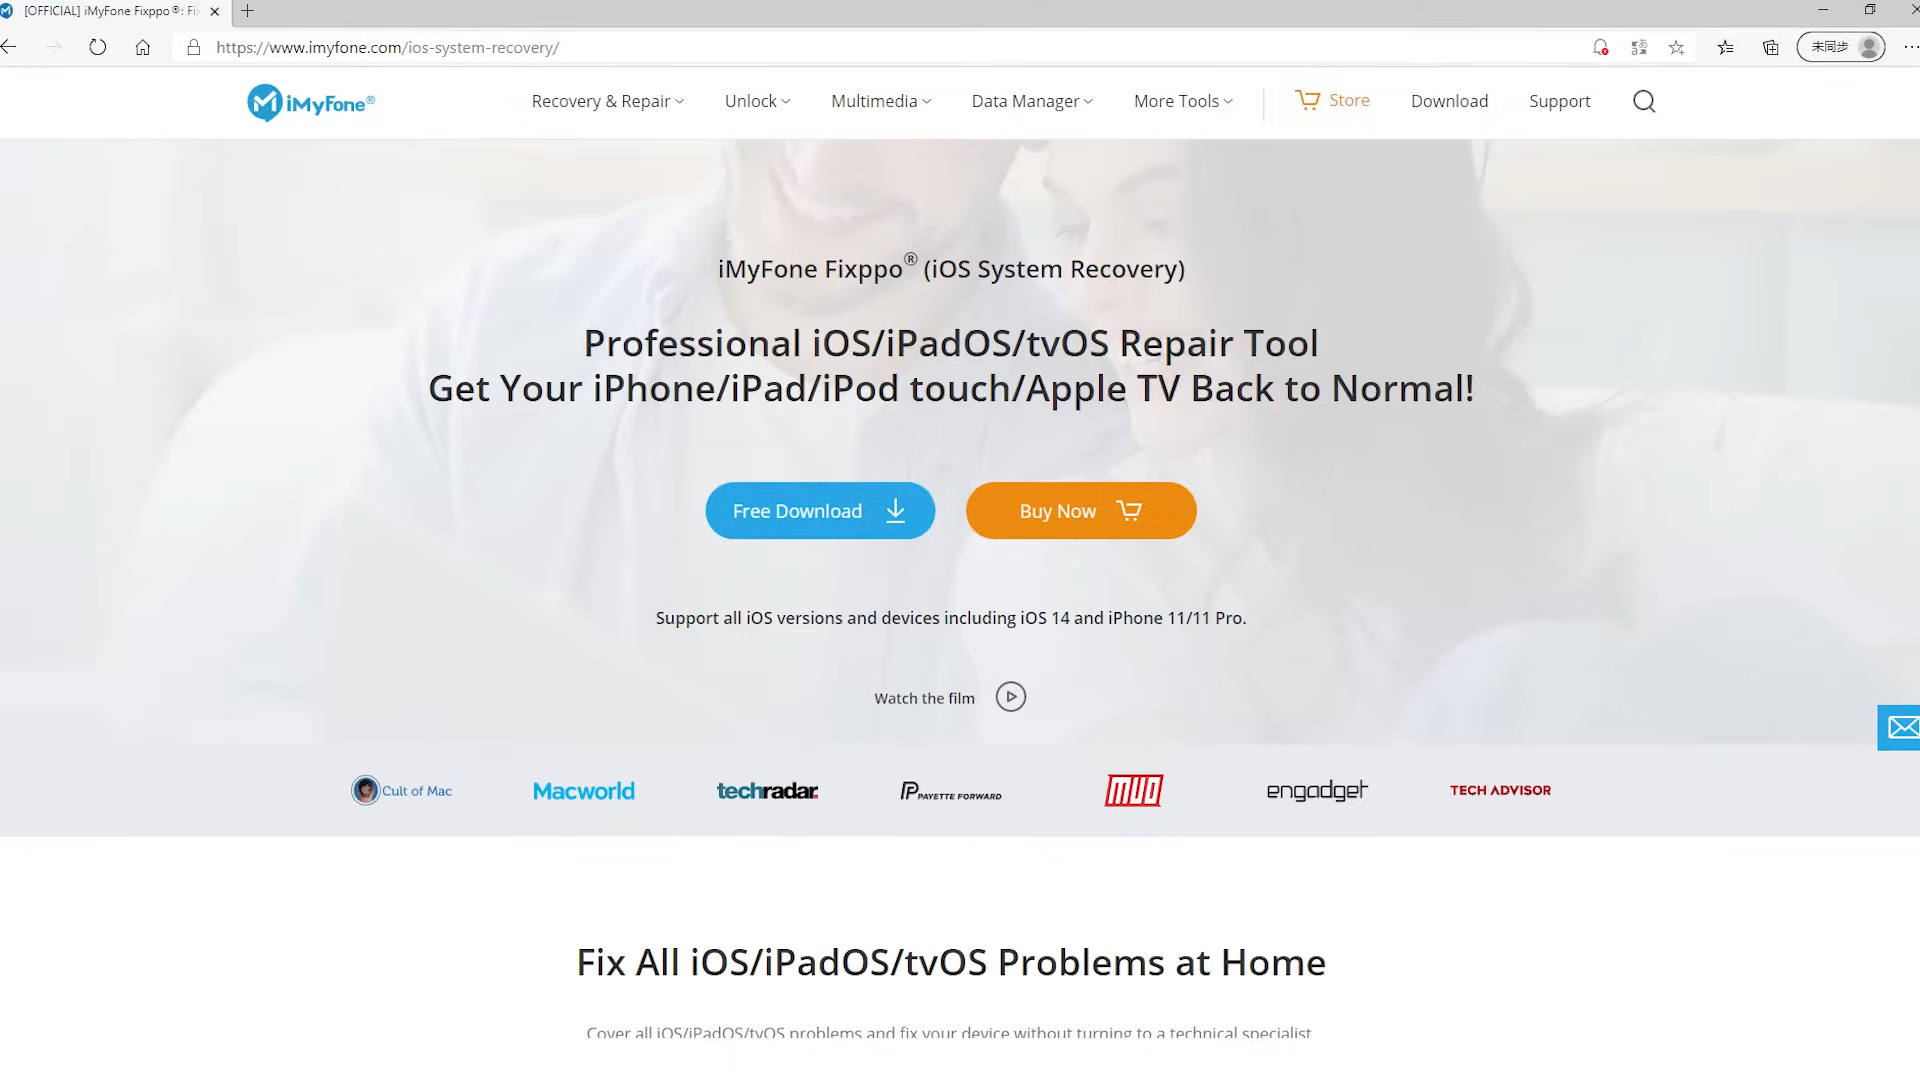 [OFFICIAL] iMyFone Fixppo®: Fi
https://www.imyfone.com/ios-system-recovery/
未同步
iMyFone®
Recovery & Repair
Unlock
Multimedia
Data Manager
More Tools
Store
Download
Support
iMyFone Fixppo® (iOS System Recovery)
Professional iOS/iPadOS/tvOS Repair Tool
Get Your iPhone/iPad/iPod touch/Apple TV Back to Normal!
Free Download
Buy Now
Support all iOS versions and devices including iOS 14 and iPhone 11/11 Pro.
Watch the film
Cult of Mac
Macworld
techradar.
PAYETTE FORWARD
MUO
engadget
TECH ADVISOR
Fix All iOS/iPadOS/tvOS Problems at Home
Cover all iOS/iPadOS/tvOS problems and fix your device without turning to a technical specialist